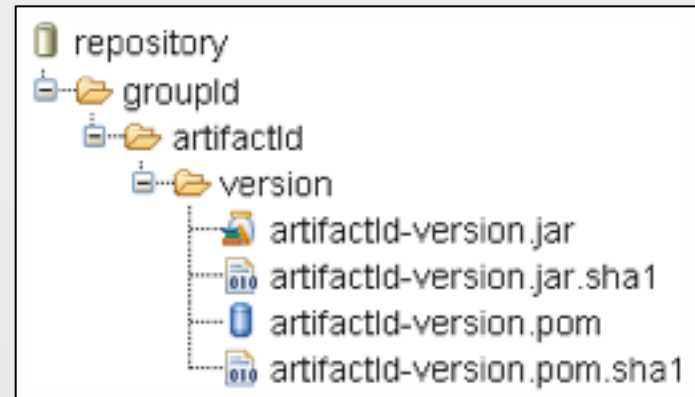 repository
groupId
artifactId
version
artifactId-version.jar
artifactId-version.jar.sha1
artifactId-version.pom
artifactId-version.pom.sha1